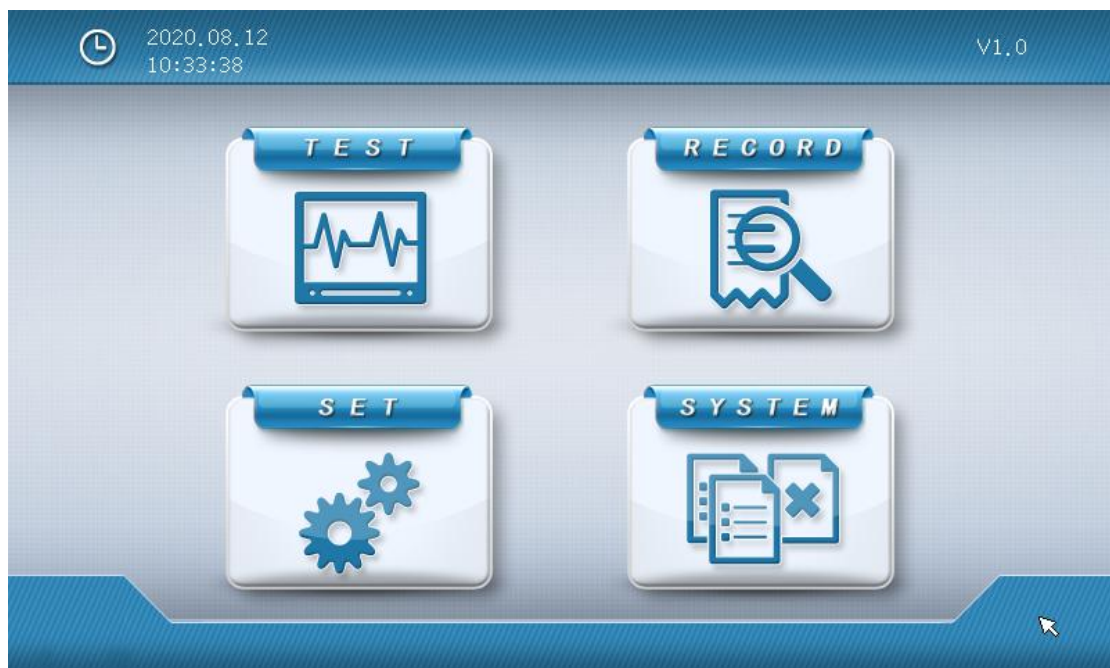 2020.08.12
10:33:38
V1.0
TEST
RECORD
SET
SYSTEM